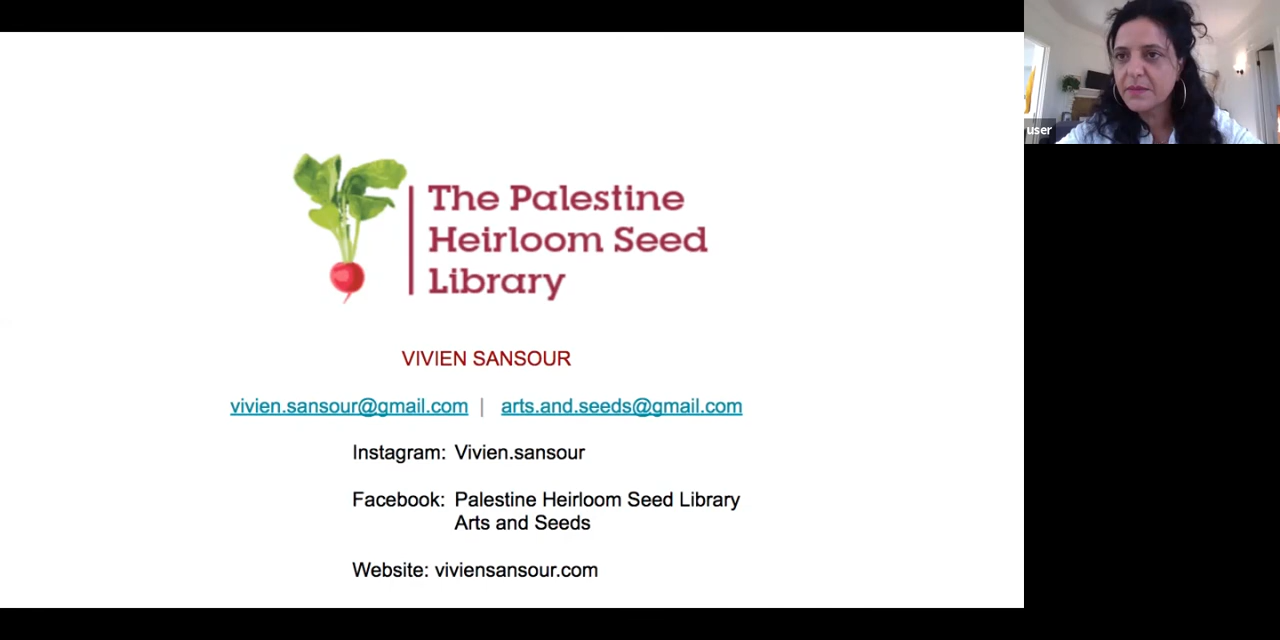 The Palestine
Heirloom Seed
Library
VIVIEN SANSOUR
vivien.sansour@gmail.com | arts.and.seeds@gmail.com
Instagram: Vivien.sansour
Facebook: Palestine Heirloom Seed Library
Arts and Seeds
Website: viviensansour.com
user